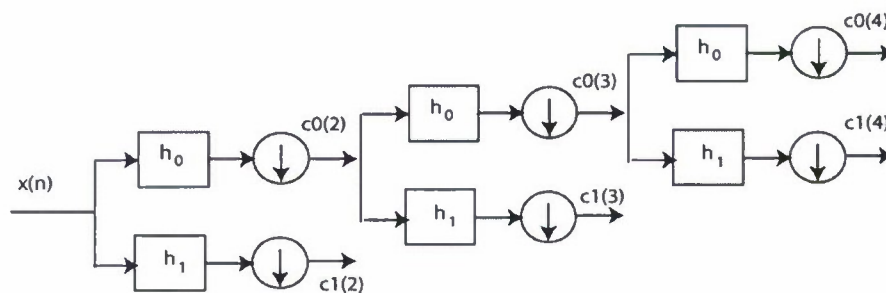 c0(4)
h0
c0(3)
h0
c0(2)
c1(4)
h0
h1
x(n)
c1(3)
h1
h1
c1(2)